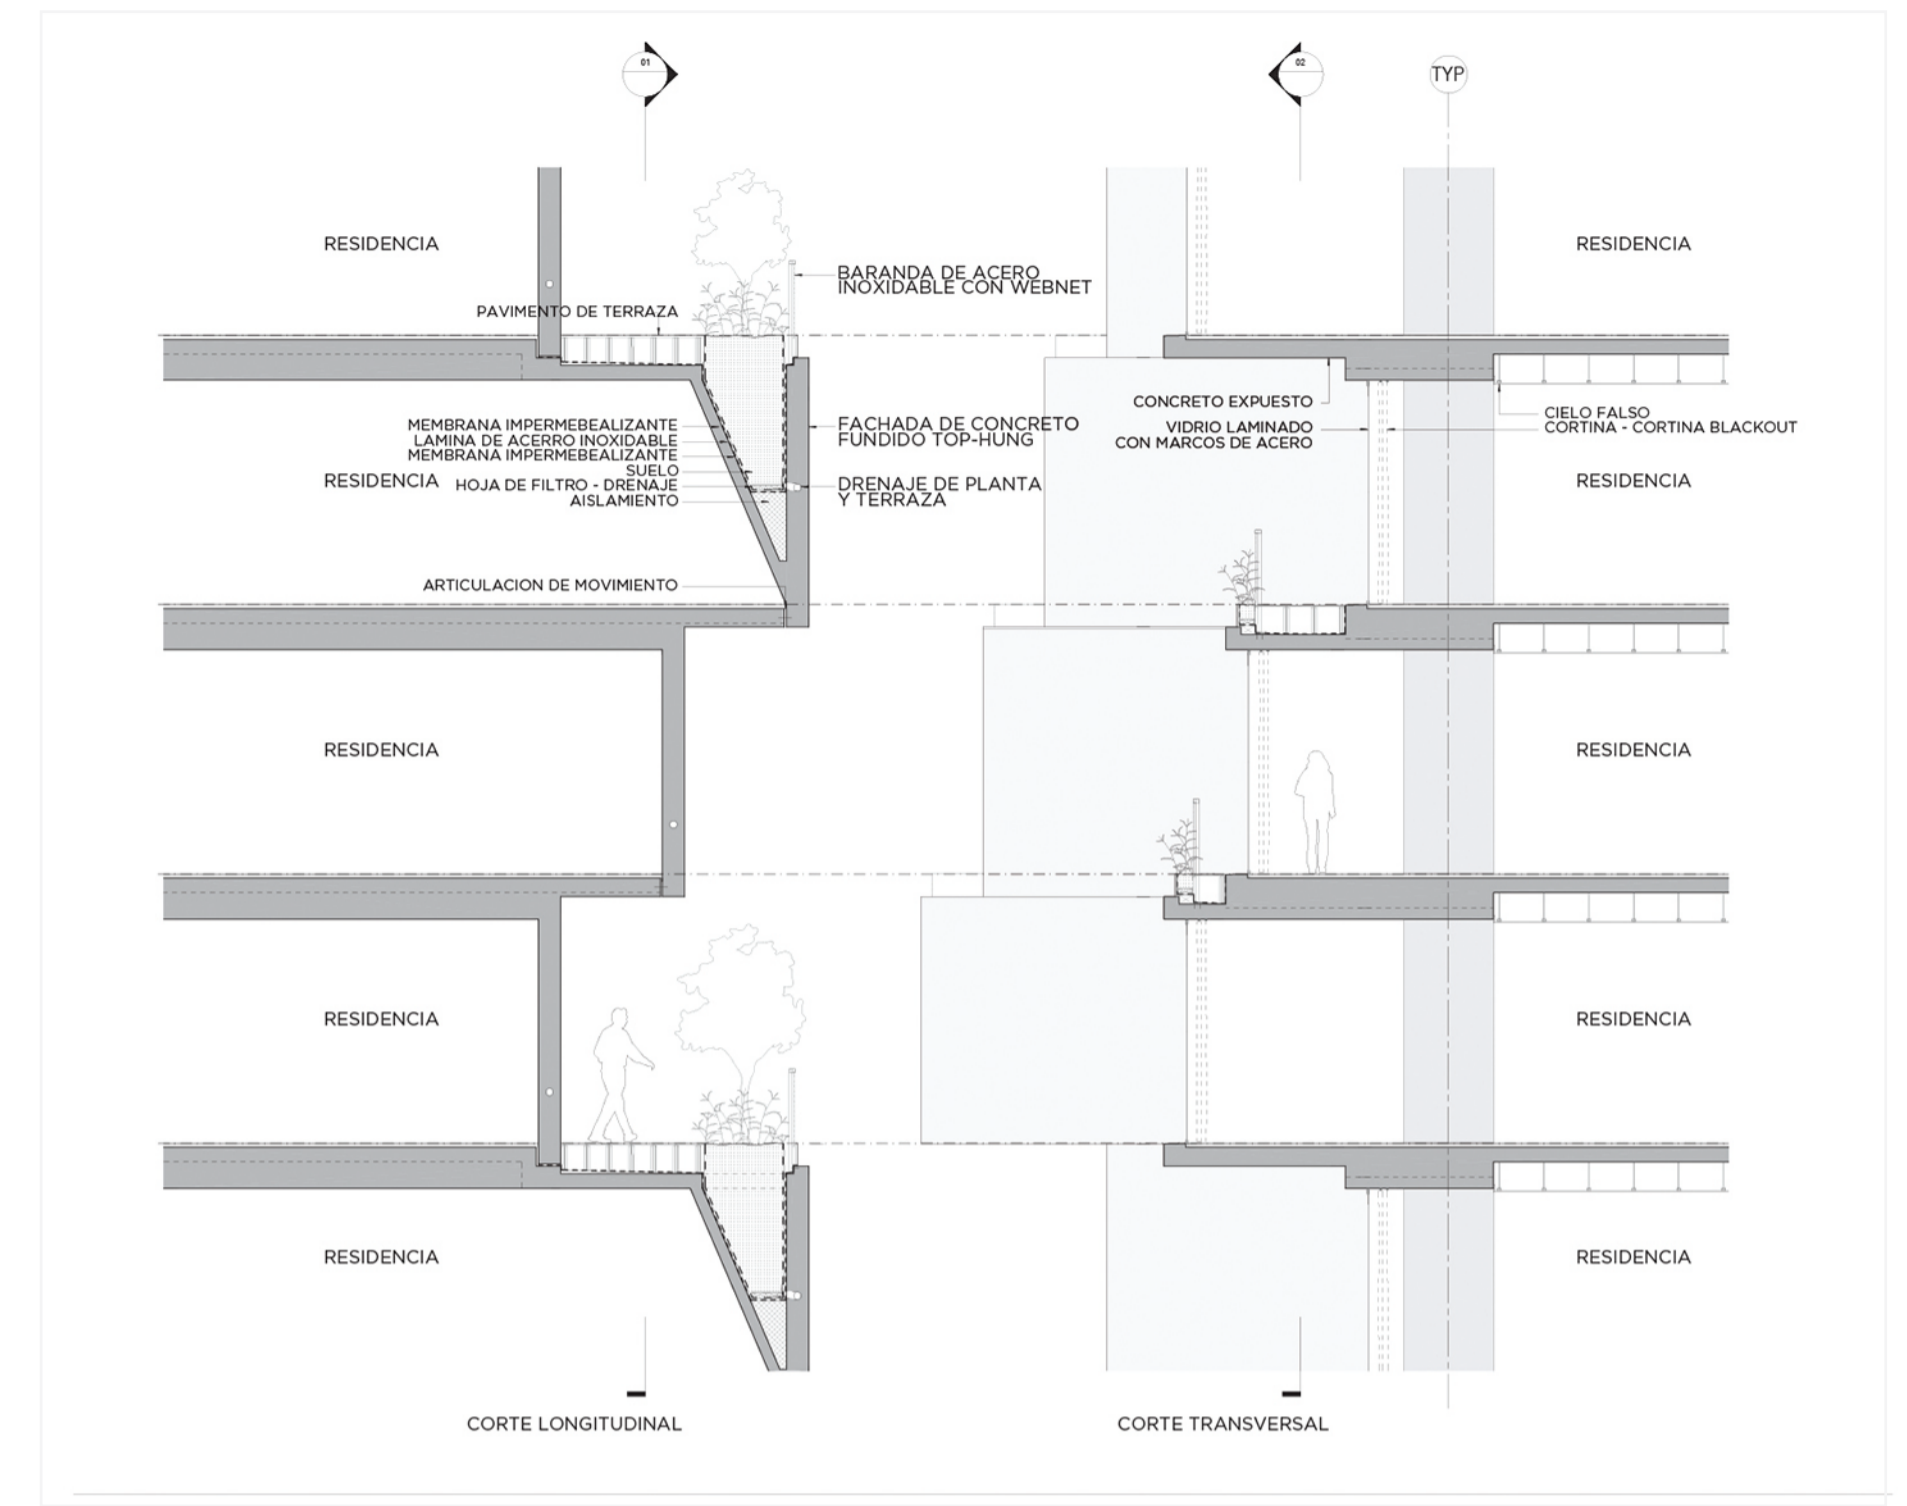 01
02
TYP
RESIDENCIA
RESIDENCIA
BARANDA DE ACERO
INOXIDABLE CON WEBNET
PAVIMENTO DE TERRAZA
CONCRETO EXPUESTO
VIDRIO LAMINADO
CON MARCOS DE ACERO
CIELO FALSO
CORTINA - CORTINA BLACKOUT
MEMBRANA IMPERMEBEALIZANTE
LAMINA DE ACERRO INOXIDABLE
MEMBRANA IMPERMEBEALIZANTE
SUELO
HOJA DE FILTRO - DRENAJE
AISLAMIENTO
FACHADA DE CONCRETO
FUNDIDO TOP-HUNG
RESIDENCIA
DRENAJE DE PLANTA
Y TERRAZA
RESIDENCIA
ARTICULACION DE MOVIMIENTO
RESIDENCIA
RESIDENCIA
RESIDENCIA
RESIDENCIA
RESIDENCIA
RESIDENCIA
CORTE LONGITUDINAL
CORTE TRANSVERSAL